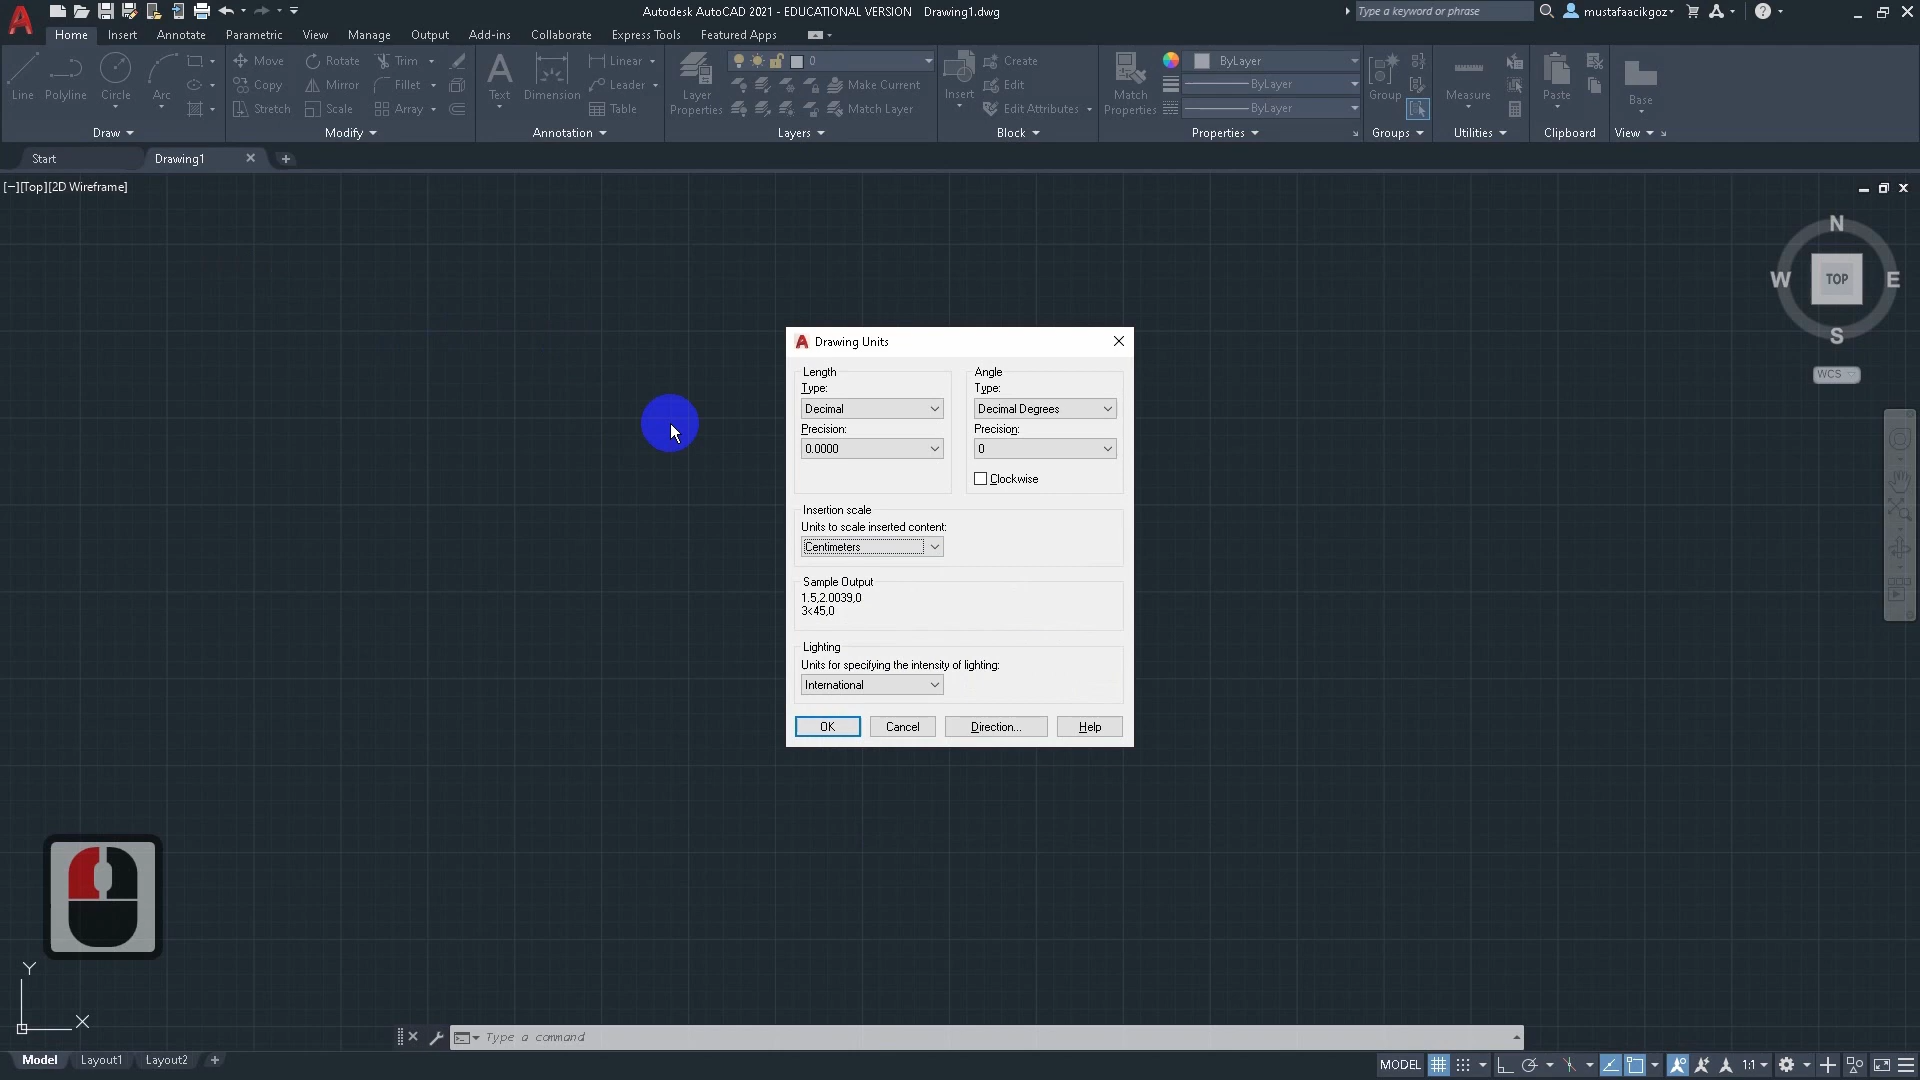 Autodesk AutoCAD 2021 - EDUCATIONAL VERSION Drawing1.dwg
Type a keyword or phrase
mustafaacikgoz
Home Insert Annotate Parametric View Manage Output Add-ins Collaborate Express Tools Featured Apps
Line Polyline Circle Arc
Draw
Move Rotate Trim
Copy Mirror Fillet
Stretch Scale Array
Modify
Text Dimension
Linear
Leader
Table
Annotation
Layer Properties
0
Make Current
Match Layer
Layers
Insert
Create
Edit
Edit Attributes
Block
Match Properties
ByLayer
ByLayer
ByLayer
Properties
Group
Groups
Measure
Utilities
Paste
Clipboard
Base
View
Start Drawing1
[−][Top][2D Wireframe]
N
W TOP E
S
WCS
Drawing Units
Length
Type:
Decimal
Precision:
0.0000
Angle
Type:
Decimal Degrees
Precision:
0
Clockwise
Insertion scale
Units to scale inserted content:
Centimeters
Sample Output
1.5,2.0039,0
3<45,0
Lighting
Units for specifying the intensity of lighting:
International
OK Cancel Direction... Help
Y
X
Type a command
Model Layout1 Layout2
MODEL 1:1